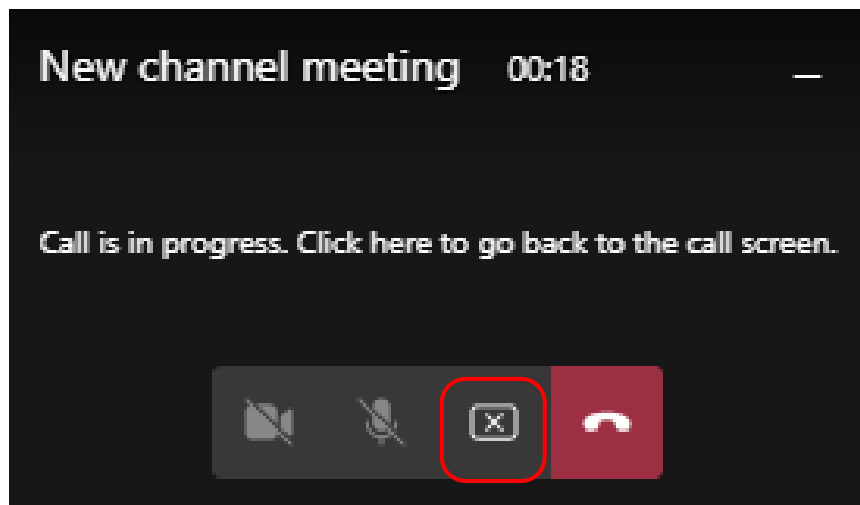 New channel meeting 00:18
Call is in progress. Click here to go back to the call screen.